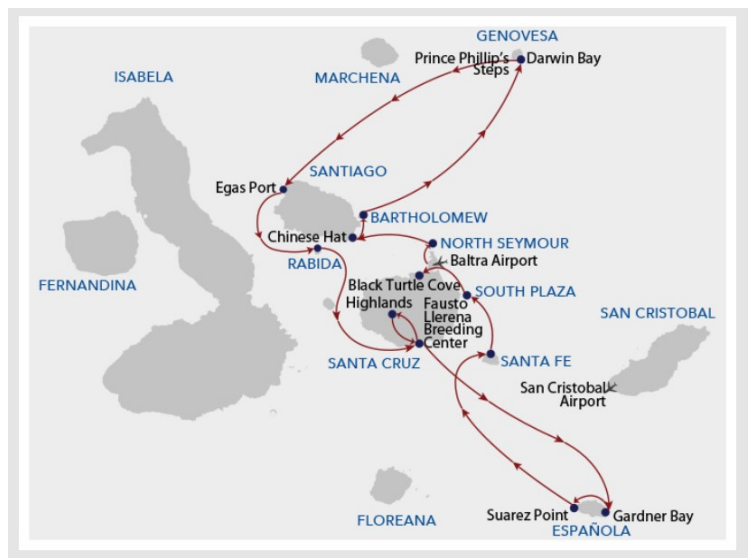 GENOVESA
Prince Phillip's
Steps
Darwin Bay
MARCHENA
ISABELA
SANTIAGO
Egas Port
BARTHOLOMEW
Chinese Hat
RABIDA
NORTH SEYMOUR
Baltra Airport
FERNANDINA
Black Turtle Cove
SOUTH PLAZA
Highlands
Fausto
Llerena
Breeding
Center
SAN CRISTOBAL
SANTA CRUZ
SANTA FE
San Cristobal
Airport
FLOREANA
Suarez Point
Gardner Bay
ESPAÑOLA